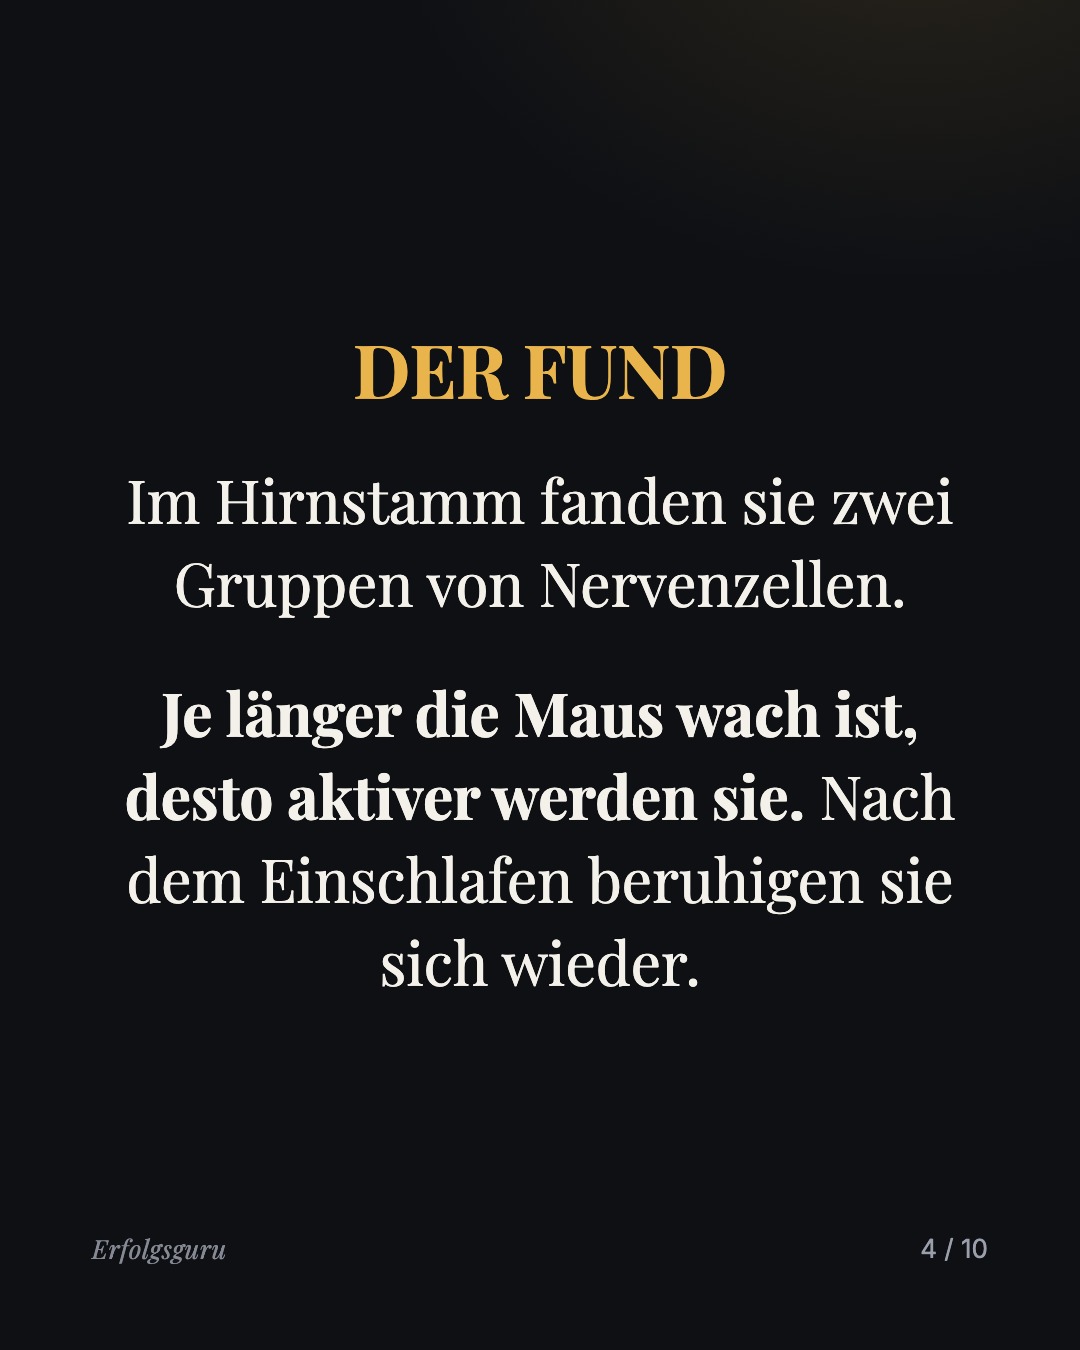 DER FUND
Im Hirnstamm fanden sie zwei
Gruppen von Nervenzellen.
Je länger die Maus wach ist,
desto aktiver werden sie. Nach
dem Einschlafen beruhigen sie
sich wieder.
Erfolgsguru
4 / 10